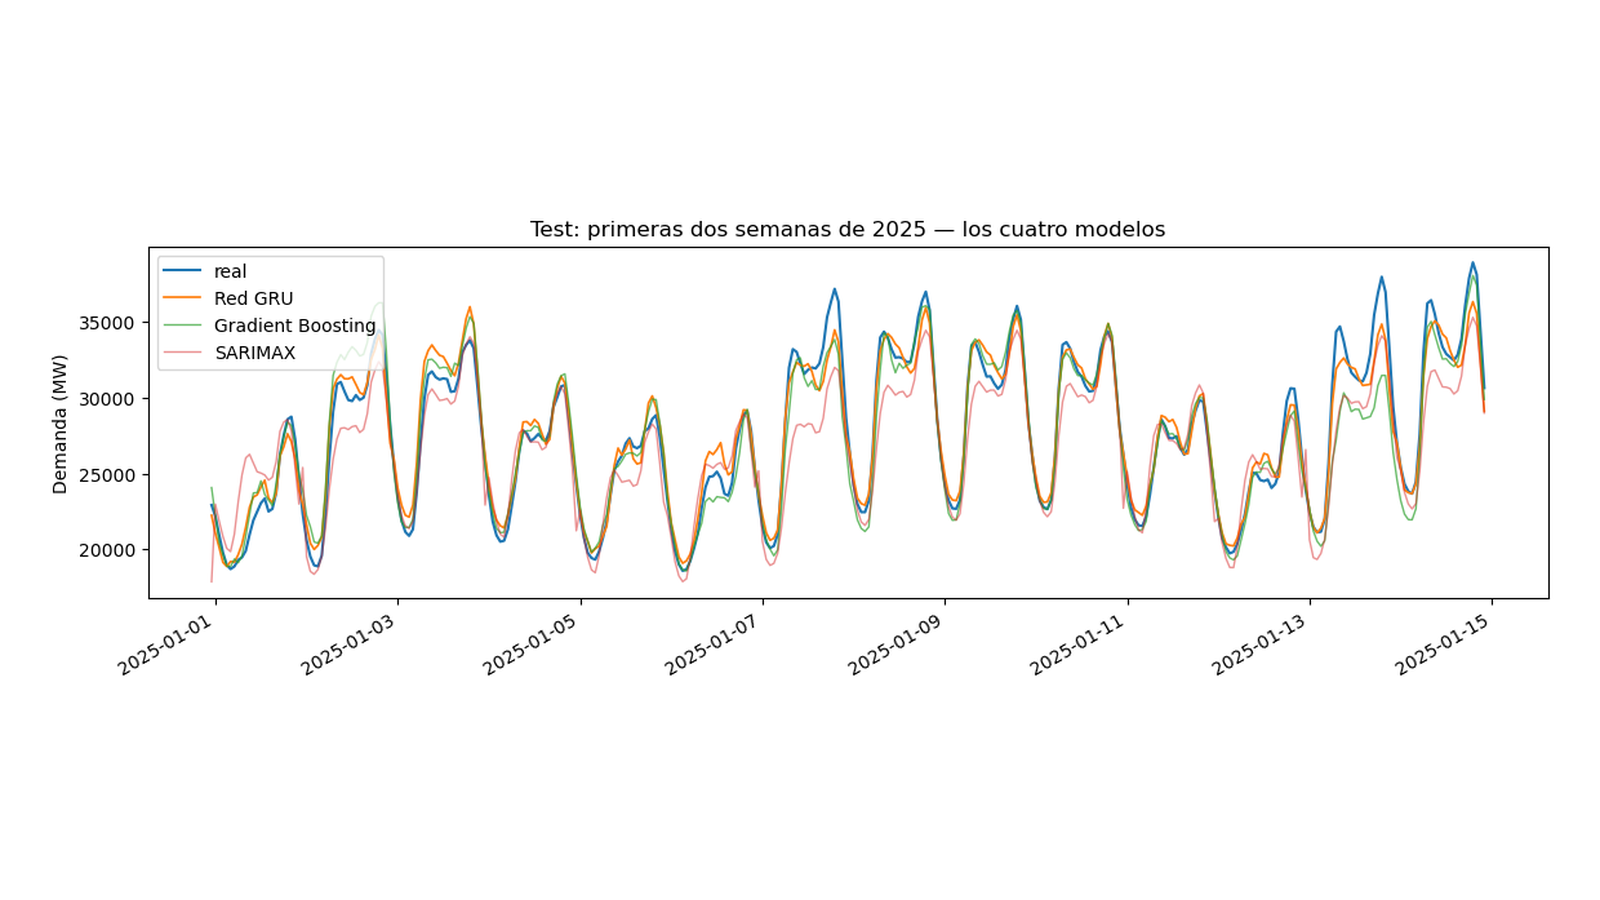 Test: primeras dos semanas de 2025 — los cuatro modelos
real
Red GRU
Gradient Boosting
SARIMAX
Demanda (MW)
35000
30000
25000
20000
2025-01-01
2025-01-03
2025-01-05
2025-01-07
2025-01-09
2025-01-11
2025-01-13
2025-01-15